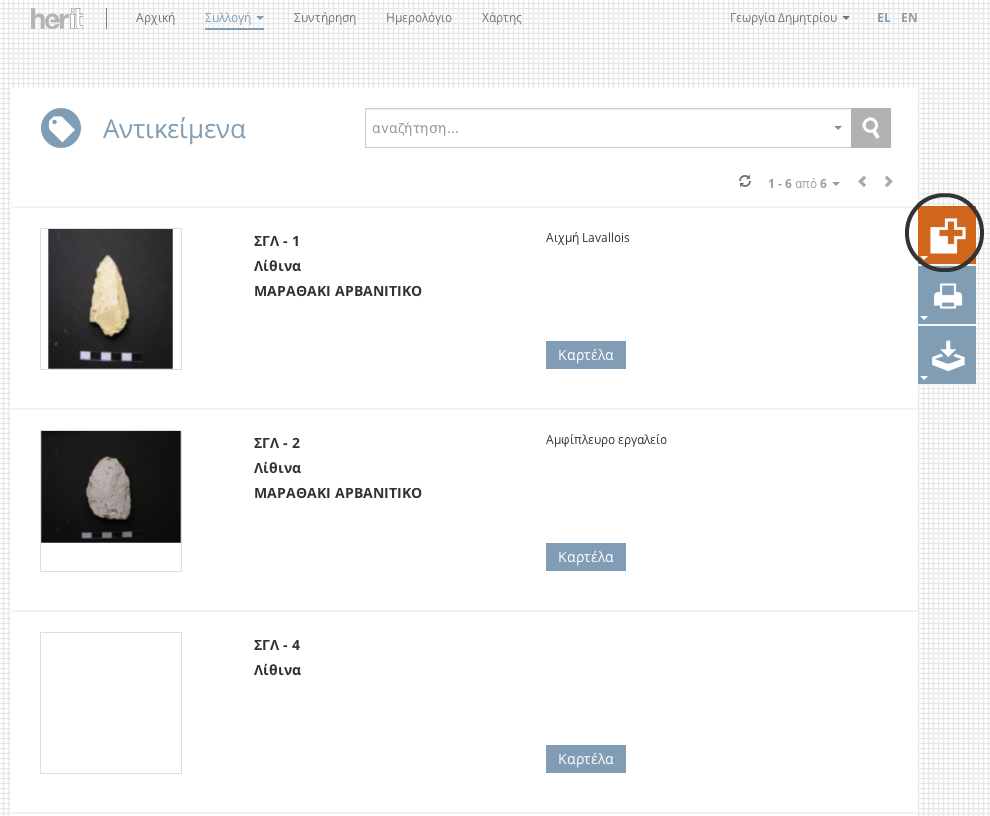 herit
Αρχική Συλλογή Συντήρηση Ημερολόγιο Χάρτης Γεωργία Δημητρίου EL EN
Αντικείμενα
αναζήτηση...
1 - 6 από 6
ΣΓΛ - 1
Αιχμή Lavallois
Λίθινα
ΜΑΡΑΘΑΚΙ ΑΡΒΑΝΙΤΙΚΟ
Καρτέλα
ΣΓΛ - 2
Αμφίπλευρο εργαλείο
Λίθινα
ΜΑΡΑΘΑΚΙ ΑΡΒΑΝΙΤΙΚΟ
Καρτέλα
ΣΓΛ - 4
Λίθινα
Καρτέλα